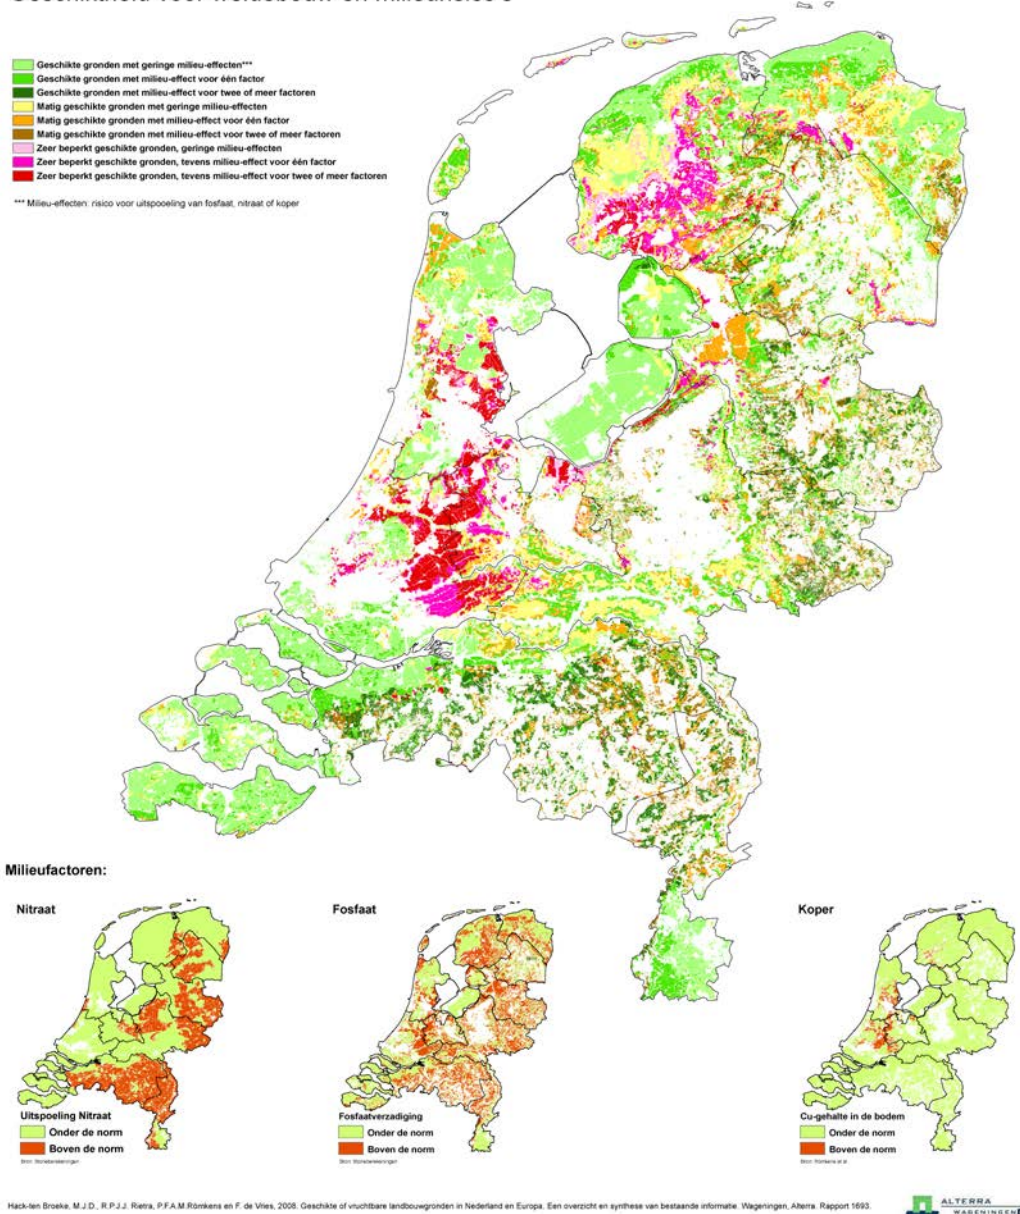 Geschiktheid voor weidebouw en milieurisico's
Geschikte gronden met geringe milieu-effecten***
Geschikte gronden met milieu-effect voor één factor
Geschikte gronden met milieu-effect voor twee of meer factoren
Matig geschikte gronden met geringe milieu-effecten
Matig geschikte gronden met milieu-effect voor één factor
Matig geschikte gronden met milieu-effect voor twee of meer factoren
Zeer beperkt geschikte gronden, geringe milieu-effecten
Zeer beperkt geschikte gronden, tevens milieu-effect voor één factor
Zeer beperkt geschikte gronden, tevens milieu-effect voor twee of meer factoren
*** Milieu-effecten: risico voor uitspoeling van fosfaat, nitraat of koper
Milieufactoren:
Nitraat
Fosfaat
Koper
Uitspoeling Nitraat
Onder de norm
Boven de norm
Bron: Stoneberekeningen
Fosfaatverzadiging
Onder de norm
Boven de norm
Bron: Stoneberekeningen
Cu-gehalte in de bodem
Onder de norm
Boven de norm
Bron: Römkens et al.
Hack-ten Broeke, M.J.D., R.P.J.J. Rietra, P.F.A.M.Römkens en F. de Vries, 2008. Geschikte of vruchtbare landbouwgronden in Nederland en Europa. Een overzicht en synthese van bestaande informatie. Wageningen, Alterra. Rapport 1693.
ALTERRA
WAGENINGEN